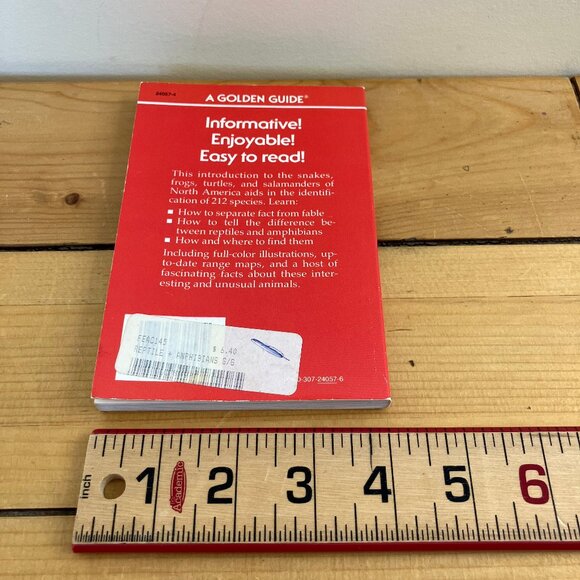 24057-4
A GOLDEN GUIDE®
Informative!
Enjoyable!
Easy to read!
This introduction to the snakes,
frogs, turtles, and salamanders of
North America aids in the identifi-
cation of 212 species. Learn:
■ How to separate fact from fable
■ How to tell the difference be-
tween reptiles and amphibians
■ How and where to find them
Including full-color illustrations, up-
to-date range maps, and a host of
fascinating facts about these inter-
esting and unusual animals.
$ 6.40
REPTILE + AMPHIBIANS G/G
0-307-24057-6
inch 1 Academic 2 3 4 5 6